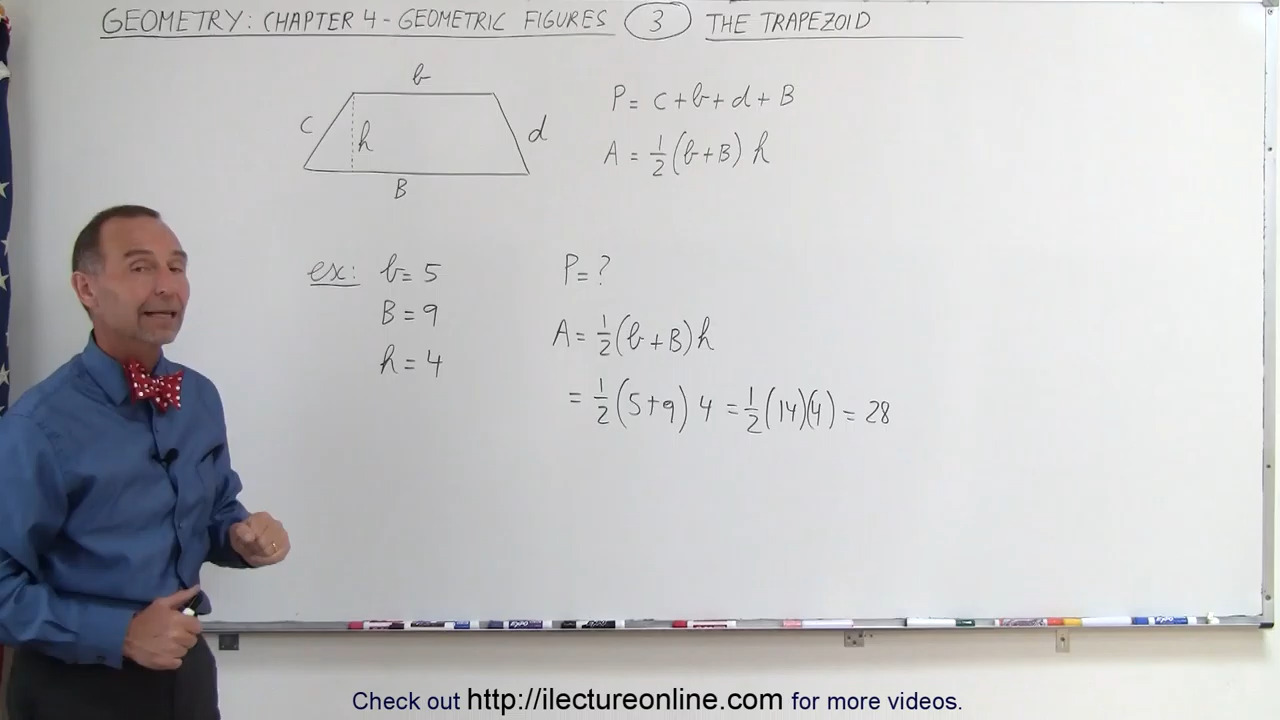 GEOMETRY: CHAPTER 4 - GEOMETRIC FIGURES 3 THE TRAPEZOID
b
c
h
d
B
P = c + b + d + B
A = 1/2 (b + B) h
ex: b = 5
B = 9
h = 4
P = ?
A = 1/2 (b + B) h
= 1/2 (5 + 9) 4 = 1/2 (14)(4) = 28
Check out http://ilectureonline.com for more videos.